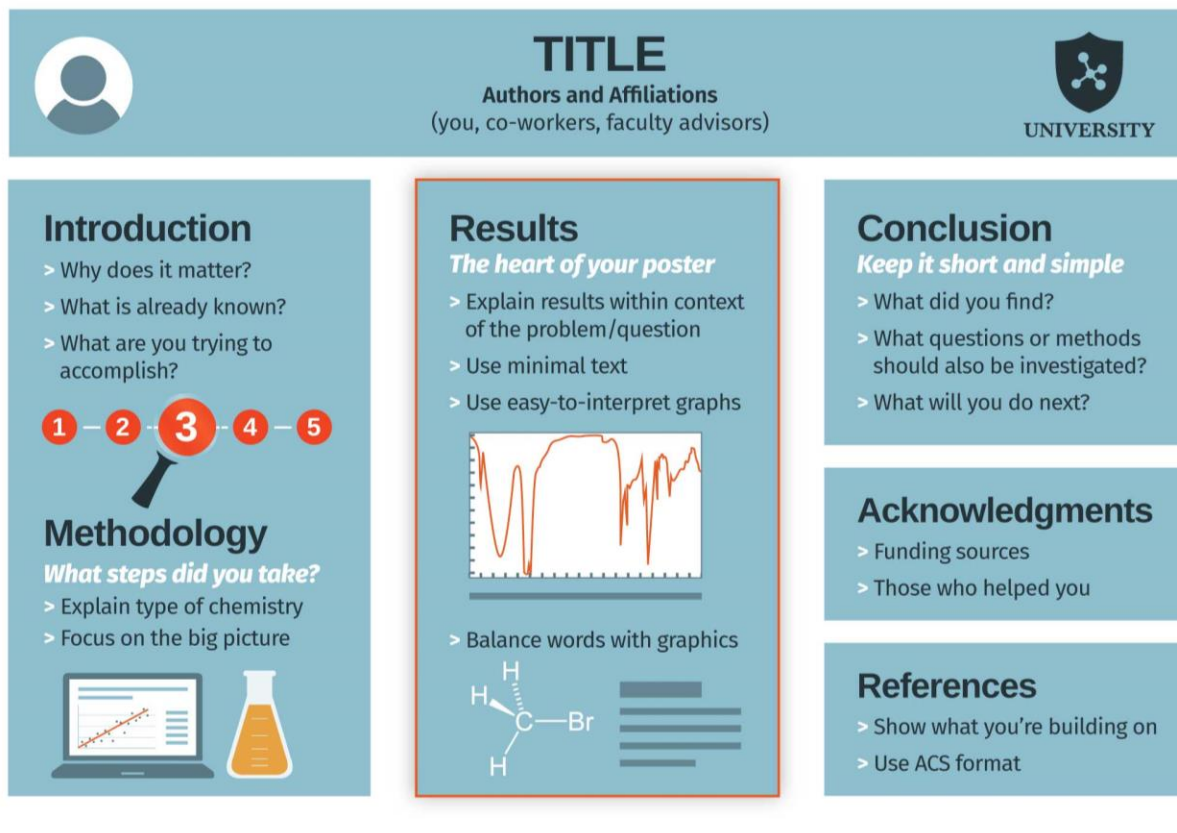 TITLE
Authors and Affiliations
(you, co-workers, faculty advisors)
UNIVERSITY
Introduction
> Why does it matter?
> What is already known?
> What are you trying to
accomplish?
1 2 3 4 5
Methodology
What steps did you take?
> Explain type of chemistry
> Focus on the big picture
Results
The heart of your poster
> Explain results within context
of the problem/question
> Use minimal text
> Use easy-to-interpret graphs
> Balance words with graphics
H
H
C Br
H
Conclusion
Keep it short and simple
> What did you find?
> What questions or methods
should also be investigated?
> What will you do next?
Acknowledgments
> Funding sources
> Those who helped you
References
> Show what you’re building on
> Use ACS format